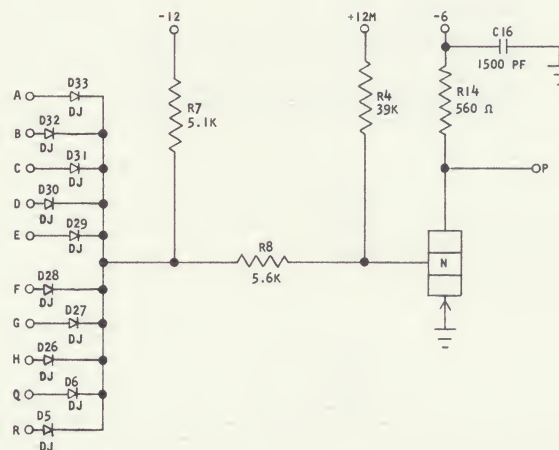 -12
+12M
-6
C16
1500 PF
D33
A
DJ
R7
5.1K
R4
39K
R14
560 Ω
D32
B
DJ
D31
C
DJ
P
D30
D
DJ
D29
E
DJ
R8
5.6K
N
D28
F
DJ
D27
G
DJ
D26
H
DJ
D6
Q
DJ
D5
R
DJ